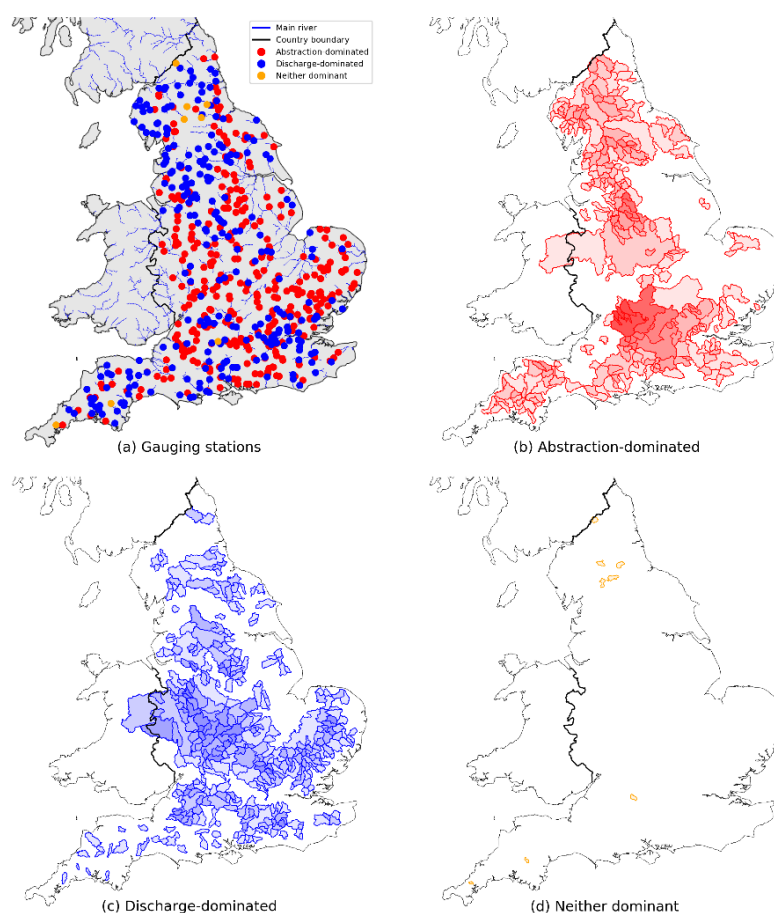 Main river
Country boundary
Abstraction dominated
Discharge-dominated
Neither dominant
(a) Gauging stations
(b) Abstraction-dominated
(c) Discharge-dominated
(d) Neither dominant